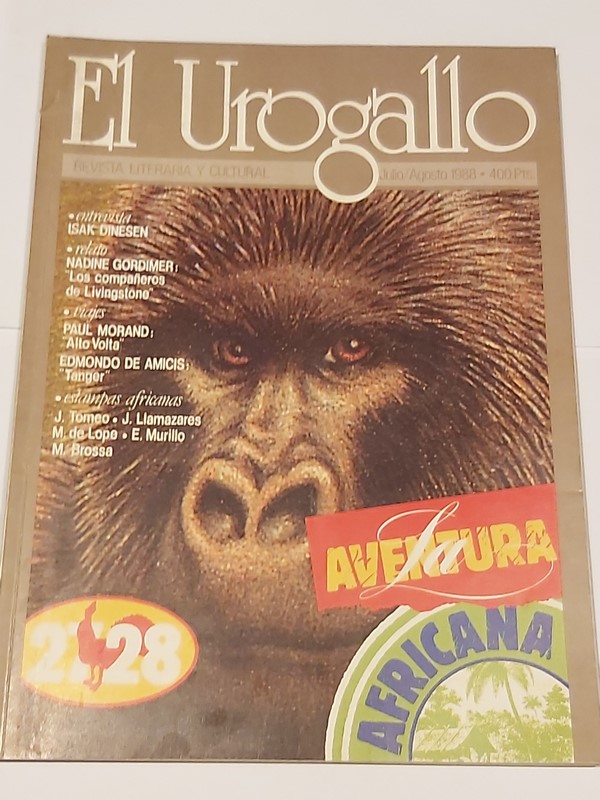 El Urogallo
REVISTA LITERARIA Y CULTURAL
Julio/Agosto 1988 • 400 Pts.
• entrevista
ISAK DINESEN
• relato
NADINE GORDIMER:
"Los compañeros
de Livingstone"
• viajes
PAUL MORAND:
"Alto Volta"
EDMONDO DE AMICIS:
"Tanger"
• estampas africanas
J. Tomeo • J. Llamazares
M. de Lope • E. Murillo
M. Brossa
La
AVENTURA
AFRICANA
27 28